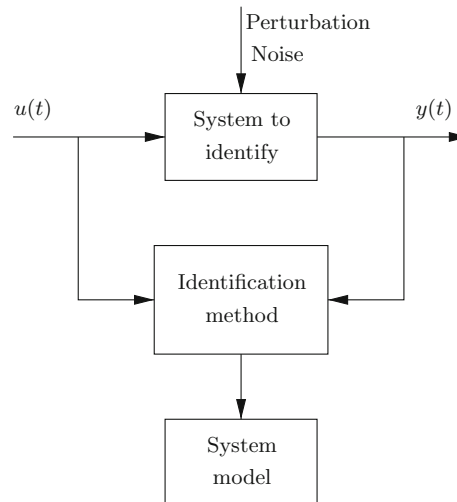 Perturbation
Noise
u(t)
y(t)
System to
identify
Identification
method
System
model